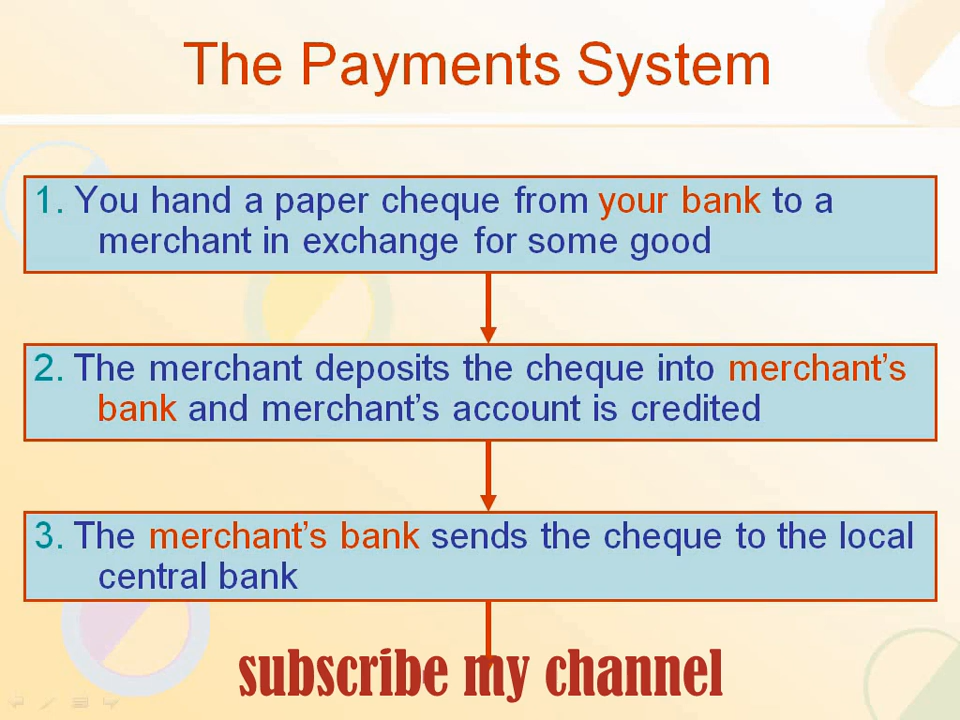 The Payments System
1. You hand a paper cheque from your bank to a
merchant in exchange for some good
2. The merchant deposits the cheque into merchant’s
bank and merchant’s account is credited
3. The merchant’s bank sends the cheque to the local
central bank
subscribe my channel